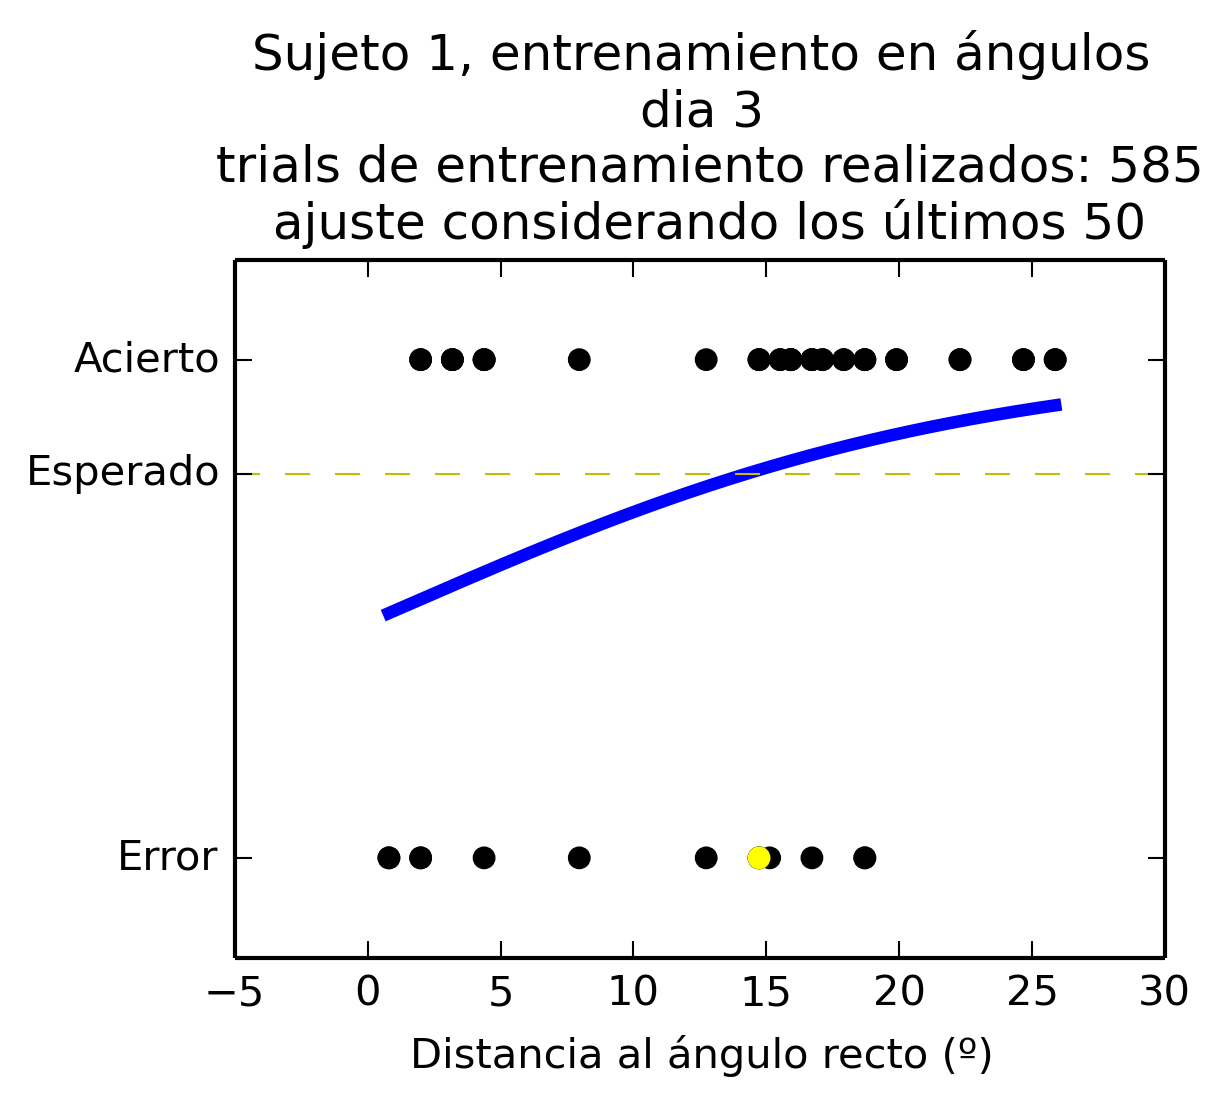 Sujeto 1, entrenamiento en ángulos
dia 3
trials de entrenamiento realizados: 585
ajuste considerando los últimos 50
Acierto
Esperado
Error
−5 0 5 10 15 20 25 30
Distancia al ángulo recto (º)